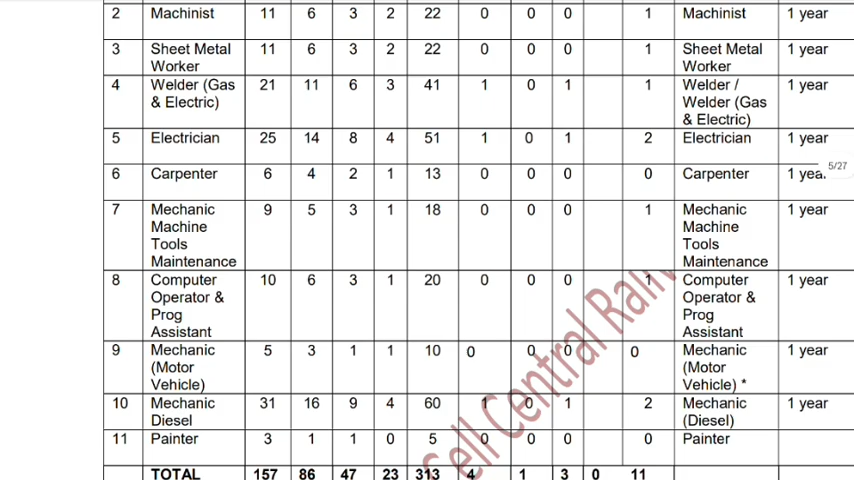 2 Machinist 11 6 3 2 22 0 0 0 1 Machinist 1 year
3 Sheet Metal 11 6 3 2 22 0 0 0 1 Sheet Metal 1 year
Worker Worker
4 Welder (Gas 21 11 6 3 41 1 0 1 1 Welder / 1 year
& Electric) Welder (Gas
& Electric)
5 Electrician 25 14 8 4 51 1 0 1 2 Electrician 1 year
5/27
6 Carpenter 6 4 2 1 13 0 0 0 0 Carpenter 1 year
7 Mechanic 9 5 3 1 18 0 0 0 1 Mechanic 1 year
Machine Machine
Tools Tools
Maintenance Maintenance
8 Computer 10 6 3 1 20 0 0 0 1 Computer 1 year
Operator & Operator &
Prog Prog
Assistant Assistant
9 Mechanic 5 3 1 1 10 0 0 0 0 Mechanic 1 year
(Motor (Motor
Vehicle) Vehicle) *
10 Mechanic 31 16 9 4 60 1 0 1 2 Mechanic 1 year
Diesel (Diesel)
11 Painter 3 1 1 0 5 0 0 0 0 Painter
TOTAL 157 86 47 23 313 4 1 3 0 11
Cell Central